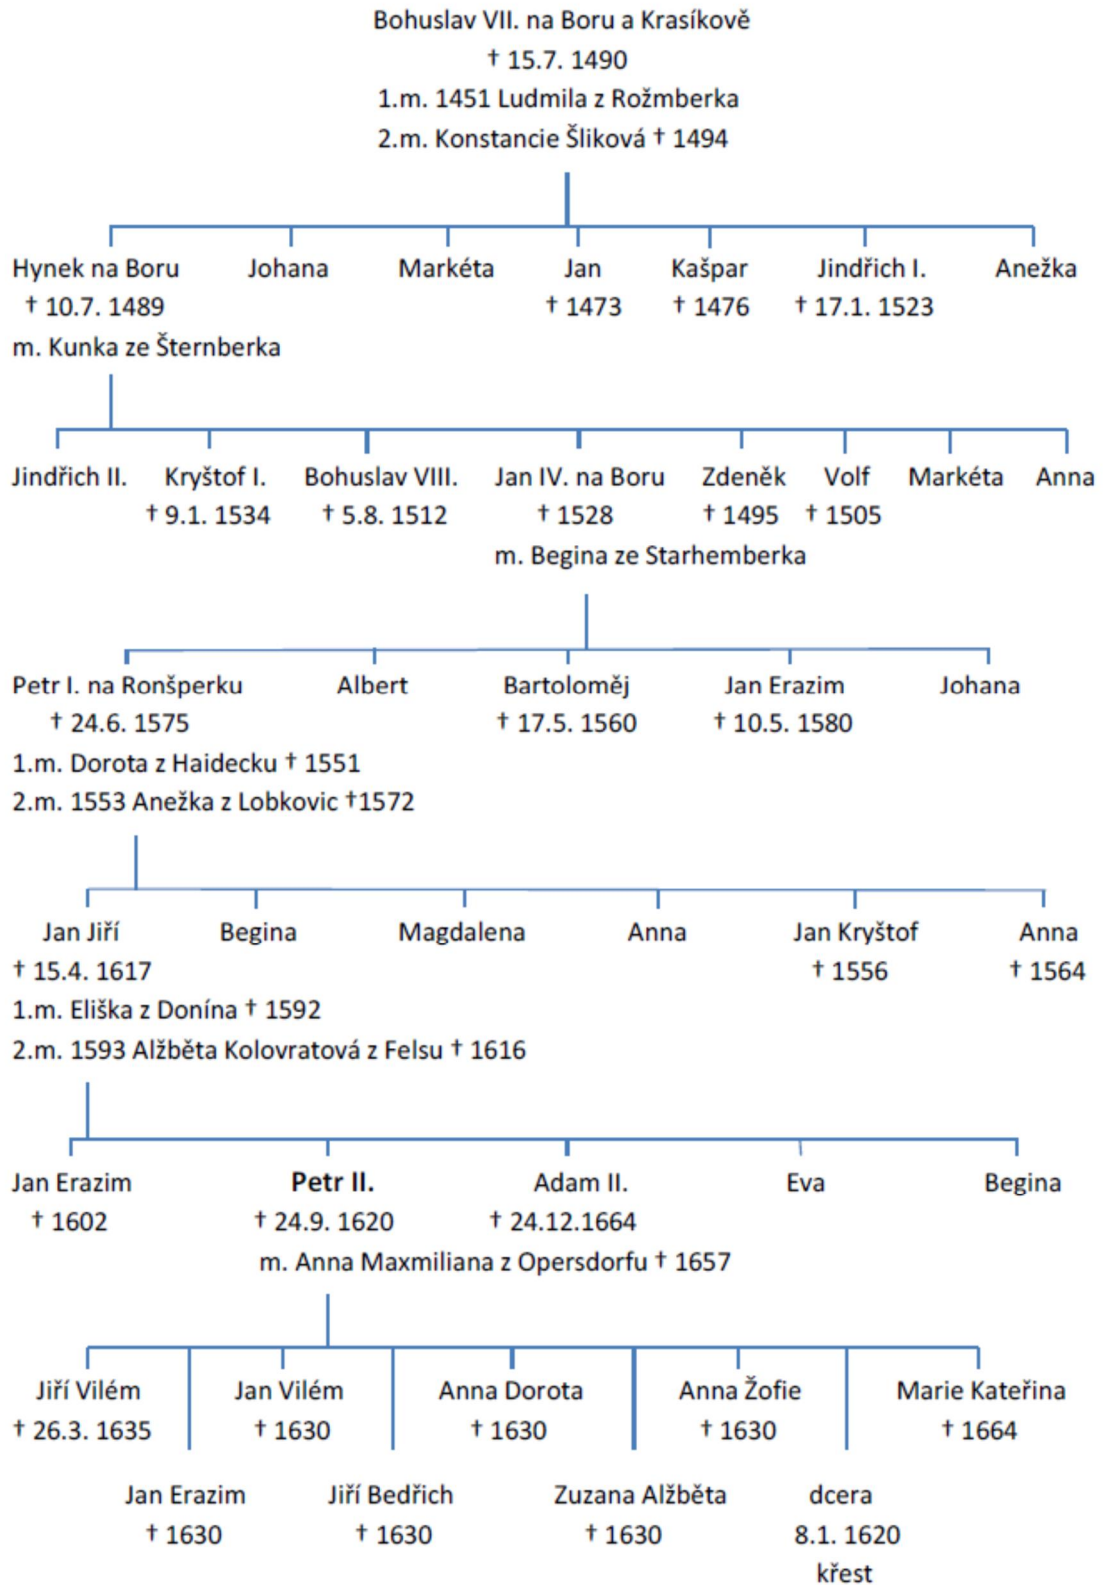 Bohuslav VII. na Boru a Krasíkově
† 15.7. 1490
1.m. 1451 Ludmila z Rožmberka
2.m. Konstancie Šliková † 1494
Hynek na Boru Johana Markéta Jan Kašpar Jindřich I. Anežka
† 10.7. 1489 † 1473 † 1476 † 17.1. 1523
m. Kunka ze Šternberka
Jindřich II. Kryštof I. Bohuslav VIII. Jan IV. na Boru Zdeněk Volf Markéta Anna
† 9.1. 1534 † 5.8. 1512 † 1528 † 1495 † 1505
m. Begina ze Starhemberka
Petr I. na Ronšperku Albert Bartoloměj Jan Erazim Johana
† 24.6. 1575 † 17.5. 1560 † 10.5. 1580
1.m. Dorota z Haidecku † 1551
2.m. 1553 Anežka z Lobkovic †1572
Jan Jiří Begina Magdalena Anna Jan Kryštof Anna
† 15.4. 1617 † 1556 † 1564
1.m. Eliška z Donína † 1592
2.m. 1593 Alžběta Kolovratová z Felsu † 1616
Jan Erazim Petr II. Adam II. Eva Begina
† 1602 † 24.9. 1620 † 24.12.1664
m. Anna Maxmiliana z Opersdorfu † 1657
Jiří Vilém Jan Vilém Anna Dorota Anna Žofie Marie Kateřina
† 26.3. 1635 † 1630 † 1630 † 1630 † 1664
Jan Erazim Jiří Bedřich Zuzana Alžběta dcera
† 1630 † 1630 † 1630 8.1. 1620
křest